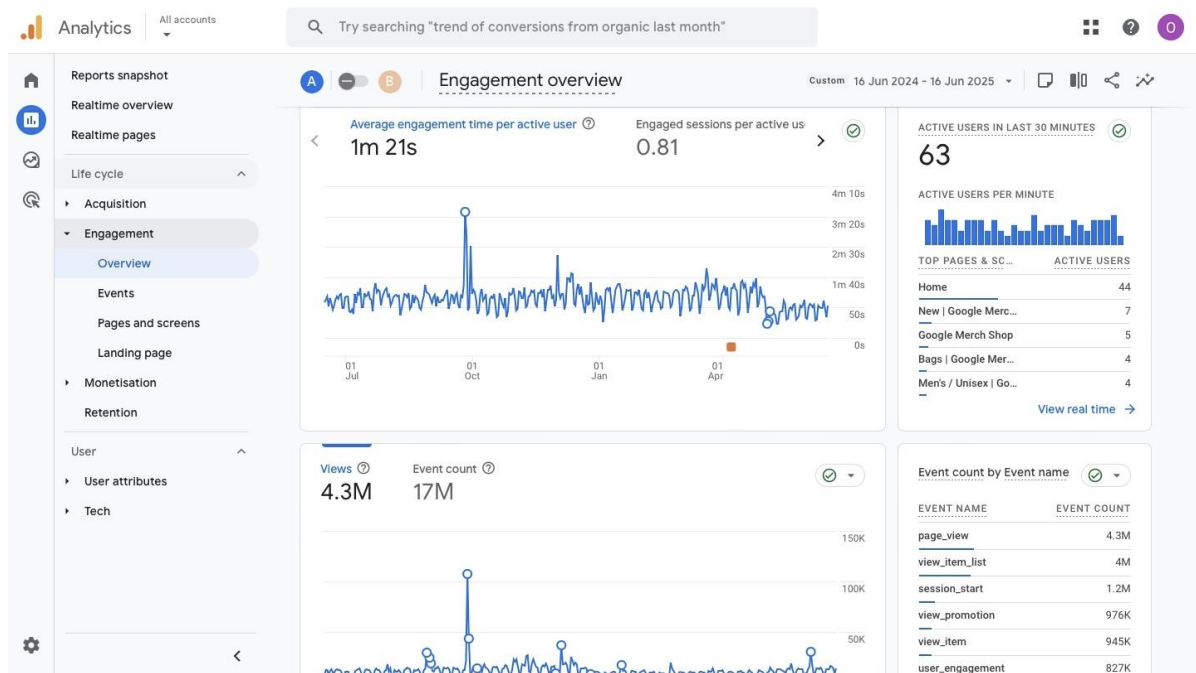 Analytics
All accounts
Try searching "trend of conversions from organic last month"
O
Reports snapshot
Realtime overview
Realtime pages
Life cycle
Acquisition
Engagement
Overview
Events
Pages and screens
Landing page
Monetisation
Retention
User
User attributes
Tech
A
B
Engagement overview
Custom 16 Jun 2024 - 16 Jun 2025
Average engagement time per active user
1m 21s
Engaged sessions per active us
0.81
4m 10s
3m 20s
2m 30s
1m 40s
50s
0s
01 Jul
01 Oct
01 Jan
01 Apr
ACTIVE USERS IN LAST 30 MINUTES
63
ACTIVE USERS PER MINUTE
TOP PAGES & SC... ACTIVE USERS
Home 44
New | Google Merc... 7
Google Merch Shop 5
Bags | Google Mer... 4
Men's / Unisex | Go... 4
View real time
Views
4.3M
Event count
17M
150K
100K
50K
Event count by Event name
EVENT NAME EVENT COUNT
page_view 4.3M
view_item_list 4M
session_start 1.2M
view_promotion 976K
view_item 945K
user_engagement 827K